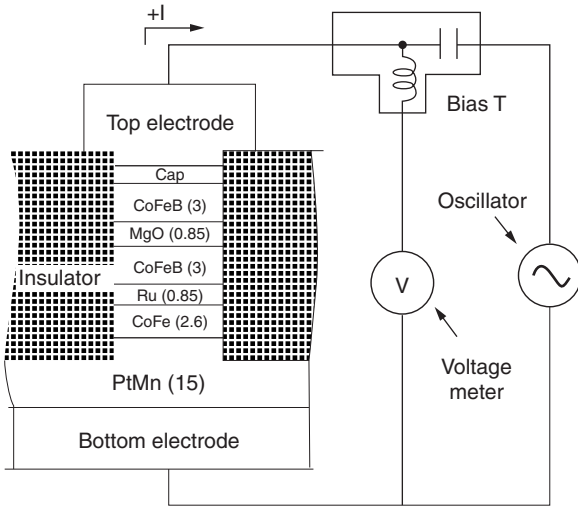 +I
Bias T
Top electrode
Cap
CoFeB (3)
MgO (0.85)
CoFeB (3)
Ru (0.85)
CoFe (2.6)
Insulator
PtMn (15)
Bottom electrode
Oscillator
V
Voltage
meter